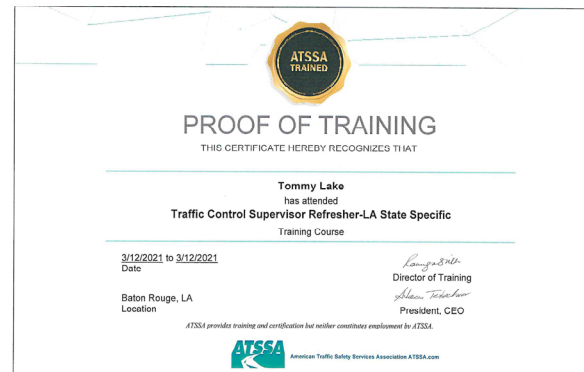 ATSSA
TRAINED
PROOF OF TRAINING
THIS CERTIFICATE HEREBY RECOGNIZES THAT
Tommy Lake
has attended
Traffic Control Supervisor Refresher-LA State Specific
Training Course
3/12/2021 to 3/12/2021
Date
Director of Training
Baton Rouge, LA
Location
President, CEO
ATSSA provides training and certification but neither constitutes employment by ATSSA.
ATSSA
American Traffic Safety Services Association ATSSA.com